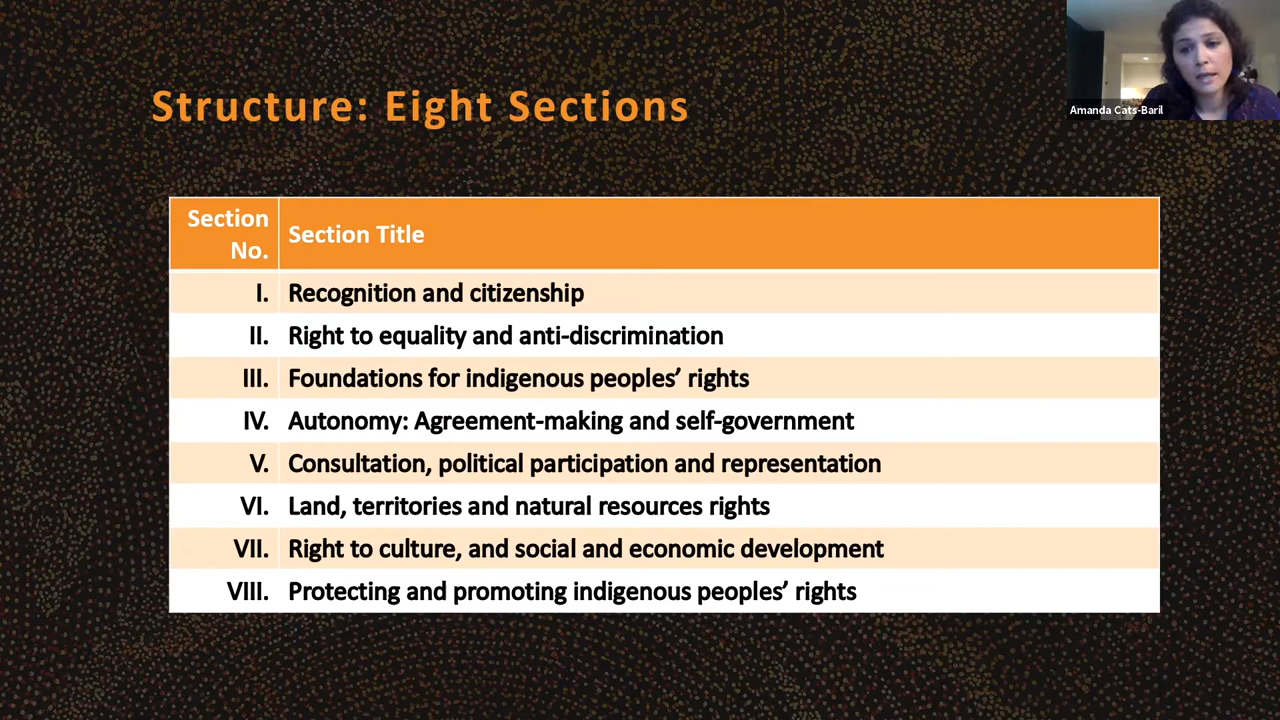 Structure: Eight Sections
Amanda Cats-Baril
Section No. Section Title
I. Recognition and citizenship
II. Right to equality and anti-discrimination
III. Foundations for indigenous peoples’ rights
IV. Autonomy: Agreement-making and self-government
V. Consultation, political participation and representation
VI. Land, territories and natural resources rights
VII. Right to culture, and social and economic development
VIII. Protecting and promoting indigenous peoples’ rights